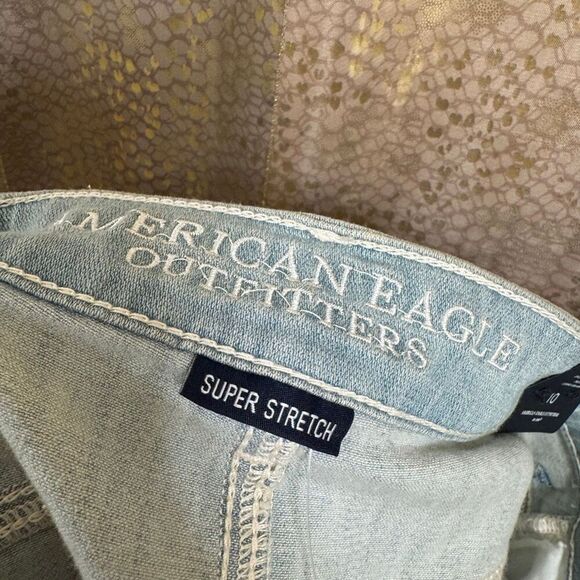 AMERICAN EAGLE
OUTFITTERS
SUPER STRETCH
10